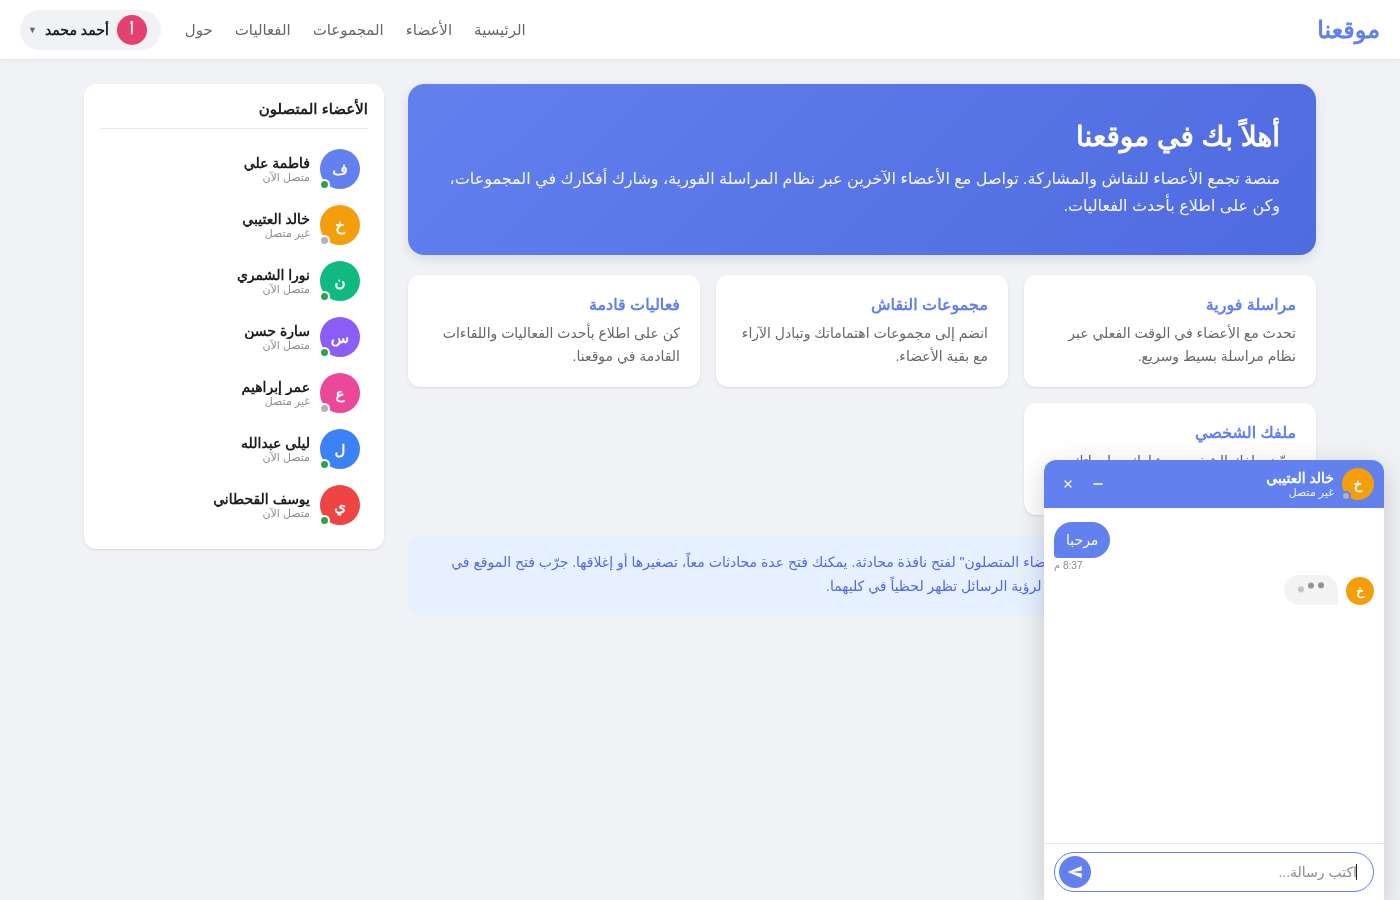 موقعنا
الرئيسية
الأعضاء
المجموعات
الفعاليات
حول
أ
أحمد محمد
أهلاً بك في موقعنا
منصة تجمع الأعضاء للنقاش والمشاركة. تواصل مع الأعضاء الآخرين عبر نظام المراسلة الفورية، وشارك أفكارك في المجموعات،
وكن على اطلاع بأحدث الفعاليات.
مراسلة فورية
تحدث مع الأعضاء في الوقت الفعلي عبر
نظام مراسلة بسيط وسريع.
مجموعات النقاش
انضم إلى مجموعات اهتماماتك وتبادل الآراء
مع بقية الأعضاء.
فعاليات قادمة
كن على اطلاع بأحدث الفعاليات واللقاءات
القادمة في موقعنا.
ملفك الشخصي
المتصلون" لفتح نافذة محادثة. يمكنك فتح عدة محادثات معاً، تصغيرها أو إغلاقها. جرّب فتح الموقع في
لرؤية الرسائل تظهر لحظياً في كليهما.
الأعضاء المتصلون
ف
فاطمة علي
متصل الآن
خ
خالد العتيبي
غير متصل
ن
نورا الشمري
متصل الآن
س
سارة حسن
متصل الآن
ع
عمر إبراهيم
غير متصل
ل
ليلى عبدالله
متصل الآن
ي
يوسف القحطاني
متصل الآن
خ
خالد العتيبي
غير متصل
مرحبا
8:37 م
خ
اكتب رسالة...